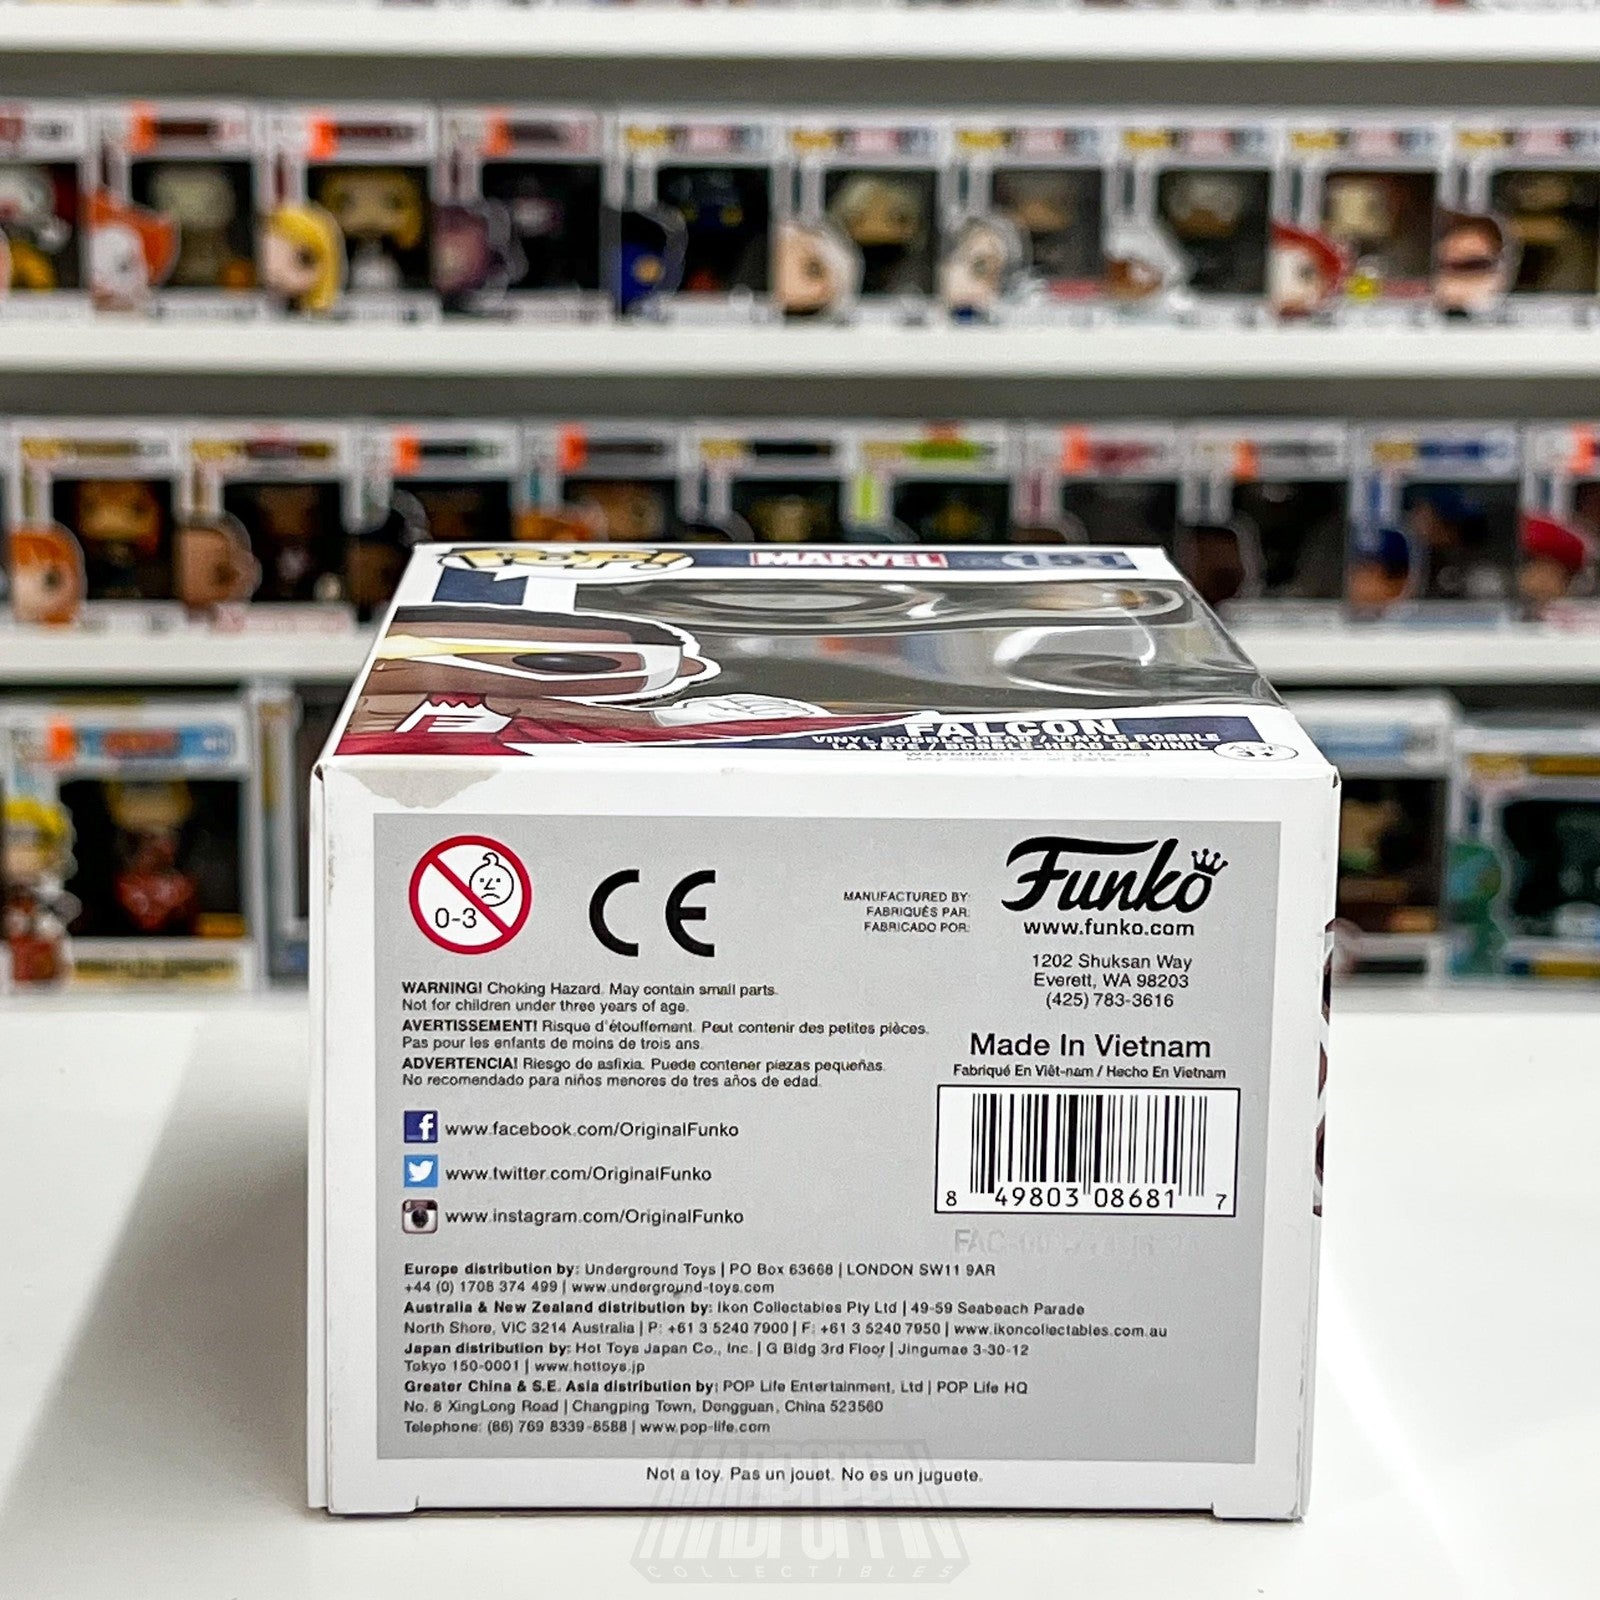 POP!
MARVEL
151
FALCON
VINYL BOBBLE-HEAD / VINYLE BOBBLE
LA TÊTE / BOBBLE-HEAD DE VINIL
0-3
CE
MANUFACTURED BY:
FABRIQUÉS PAR:
FABRICADO POR:
Funko
www.funko.com
1202 Shuksan Way
Everett, WA 98203
(425) 783-3616
Made In Vietnam
Fabriqué En Viêt-nam / Hecho En Vietnam
8 49803 08681 7
WARNING! Choking Hazard. May contain small parts.
Not for children under three years of age.
AVERTISSEMENT! Risque d'étouffement. Peut contenir des petites pièces.
Pas pour les enfants de moins de trois ans.
ADVERTENCIA! Riesgo de asfixia. Puede contener piezas pequeñas.
No recomendado para niños menores de tres años de edad.
www.facebook.com/OriginalFunko
www.twitter.com/OriginalFunko
www.instagram.com/OriginalFunko
Europe distribution by: Underground Toys | PO Box 63668 | LONDON SW11 9AR
+44 (0) 1708 374 499 | www.underground-toys.com
Australia & New Zealand distribution by: Ikon Collectables Pty Ltd | 49-59 Seabeach Parade
North Shore, VIC 3214 Australia | P: +61 3 5240 7900 | F: +61 3 5240 7950 | www.ikoncollectables.com.au
Japan distribution by: Hot Toys Japan Co., Inc. | G Bldg 3rd Floor | Jingumae 3-30-12
Tokyo 150-0001 | www.hottoys.jp
Greater China & S.E. Asia distribution by: POP Life Entertainment, Ltd | POP Life HQ
No. 8 XingLong Road | Changping Town, Dongguan, China 523560
Telephone: (86) 769 8339-8588 | www.pop-life.com
Not a toy. Pas un jouet. No es un juguete.
MADPOPPIN
COLLECTIBLES